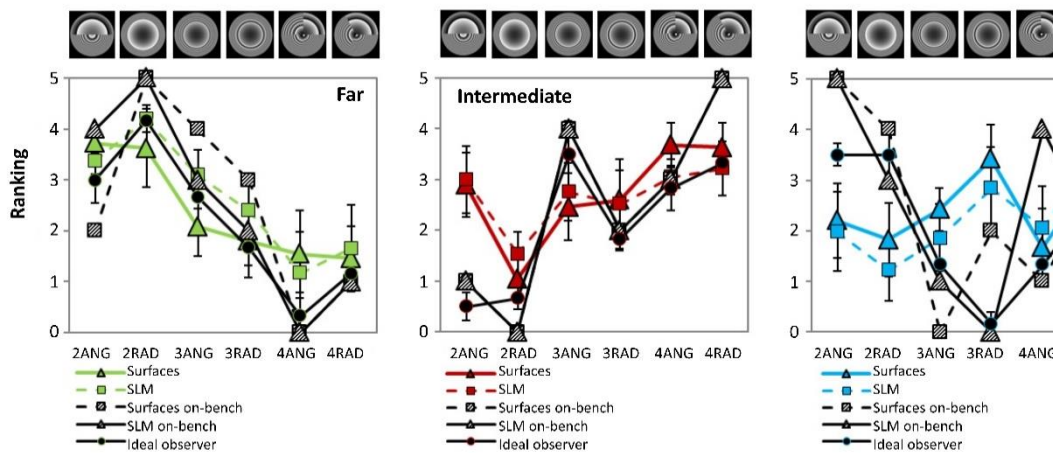 Far
Intermediate
Ranking
5
4
3
2
1
0
5
4
3
2
1
0
5
4
3
2
1
0
2ANG 2RAD 3ANG 3RAD 4ANG 4RAD
2ANG 2RAD 3ANG 3RAD 4ANG 4RAD
2ANG 2RAD 3ANG 3RAD 4ANG
Surfaces
SLM
Surfaces on-bench
SLM on-bench
Ideal observer
Surfaces
SLM
Surfaces on-bench
SLM on-bench
Ideal observer
Surfaces
SLM
Surfaces on-bench
SLM on-bench
Ideal observer